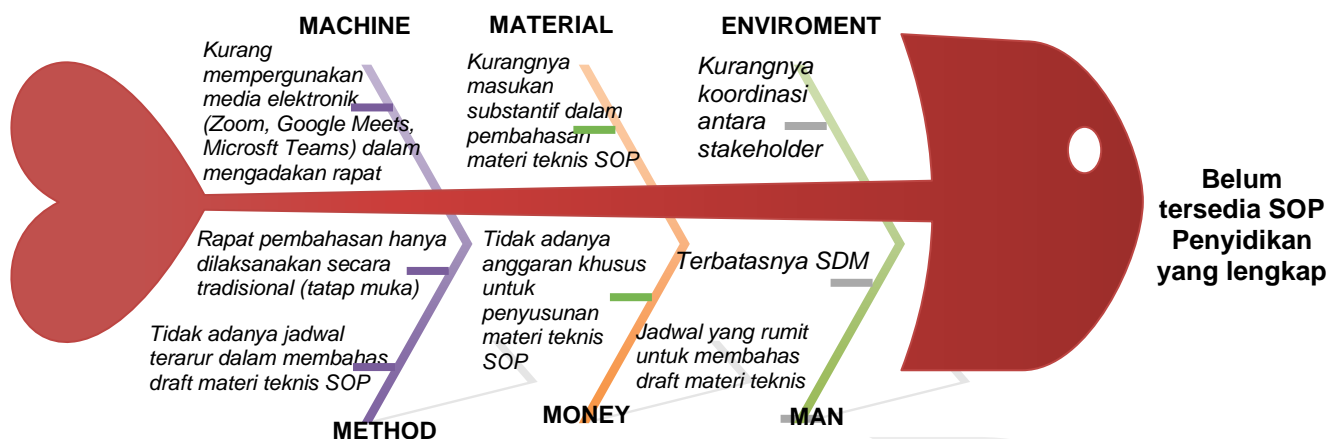 MACHINE
Kurang
mempergunakan
media elektronik
(Zoom, Google Meets,
Microsft Teams) dalam
mengadakan rapat
MATERIAL
Kurangnya
masukan
substantif dalam
pembahasan
materi teknis SOP
ENVIROMENT
Kurangnya
koordinasi
antara
stakeholder
Belum
tersedia SOP
Penyidikan
yang lengkap
Rapat pembahasan hanya
dilaksanakan secara
tradisional (tatap muka)
Tidak adanya jadwal
terarur dalam membahas
draft materi teknis SOP
METHOD
Tidak adanya
anggaran khusus
untuk
penyusunan
materi teknis
SOP
MONEY
Terbatasnya SDM
Jadwal yang rumit
untuk membahas
draft materi teknis
MAN